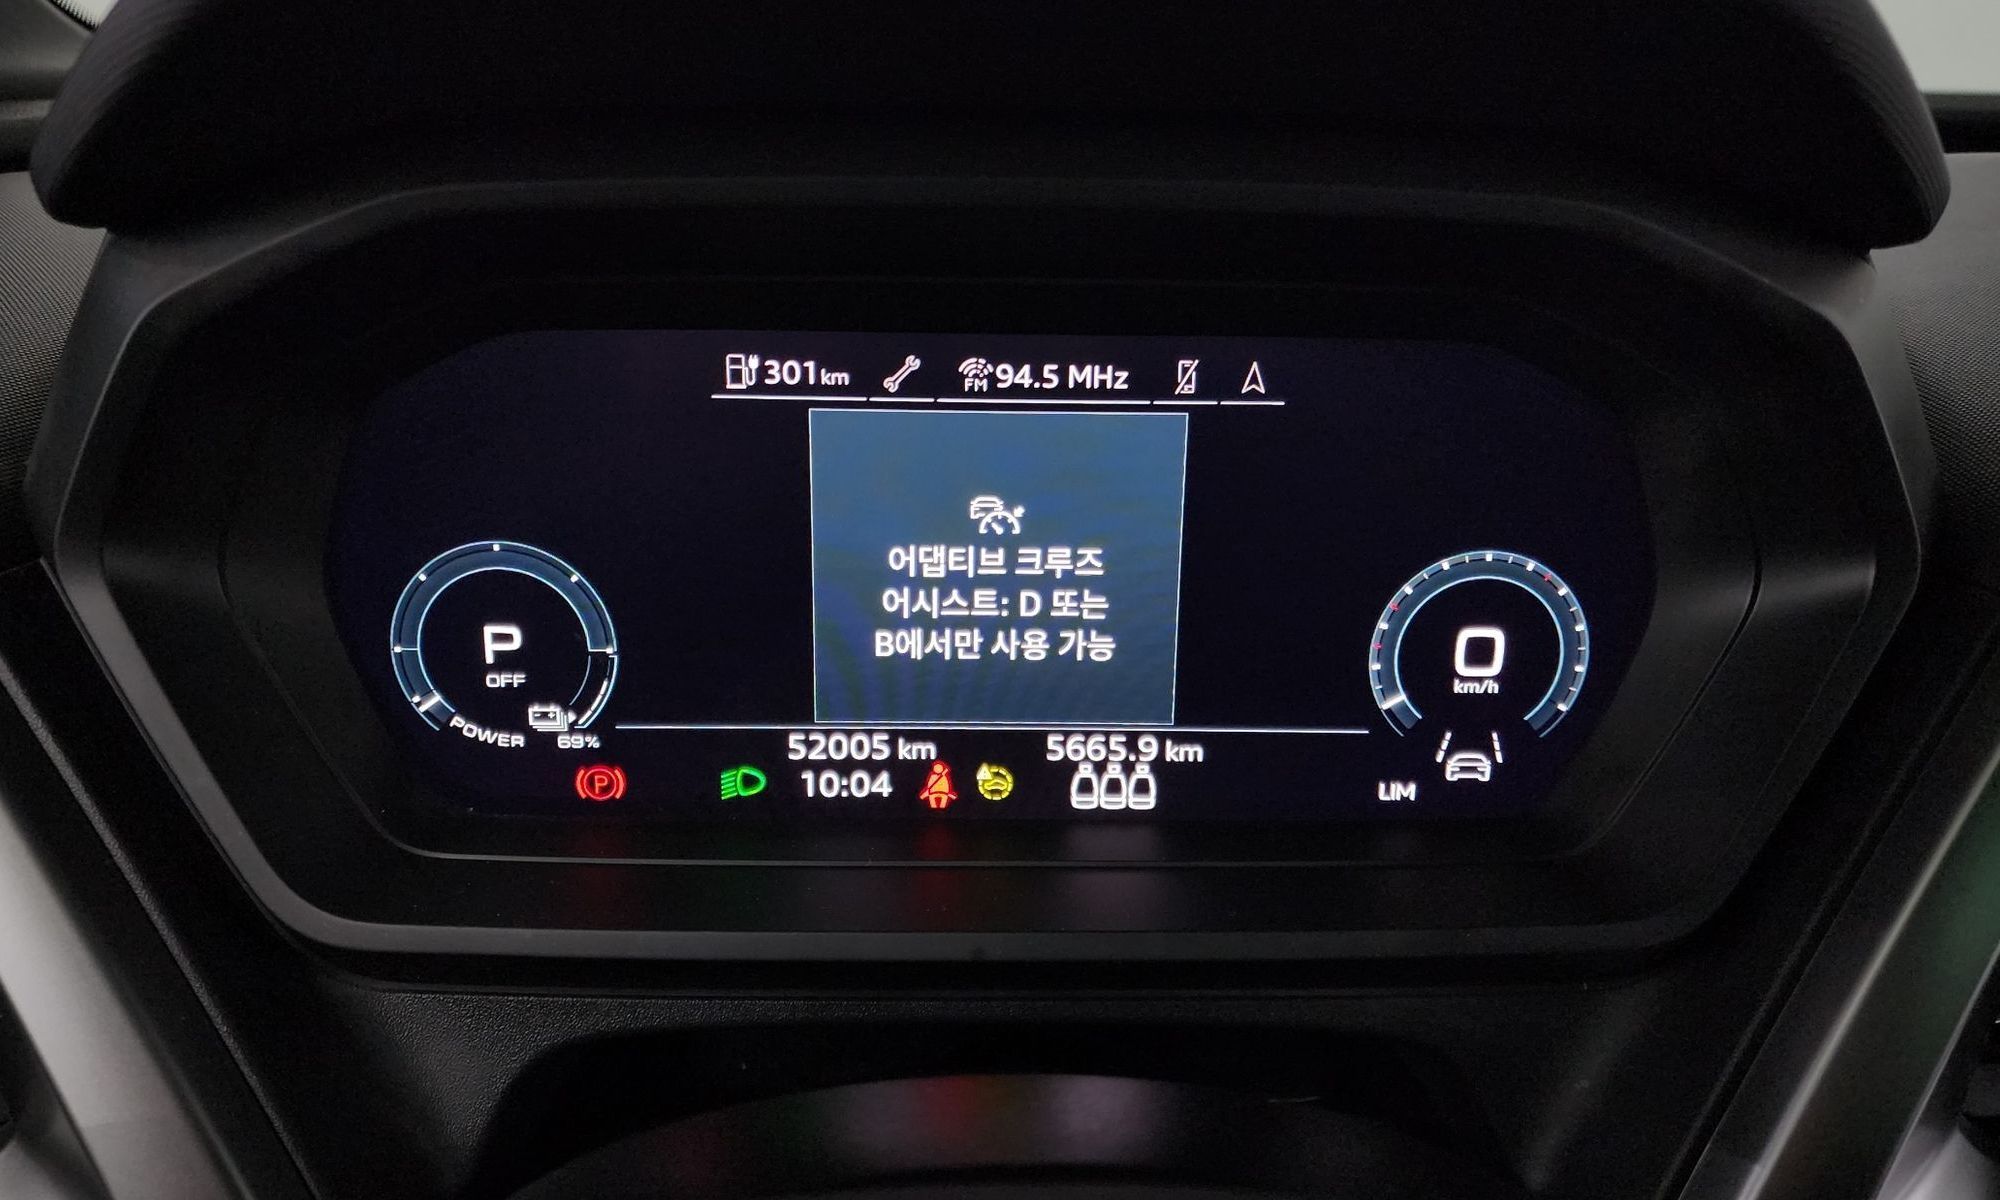 301 km
FM 94.5 MHz
어댑티브 크루즈
어시스트: D 또는
B에서만 사용 가능
P
OFF
POWER
69%
0
km/h
52005 km
5665.9 km
P
10:04
LIM